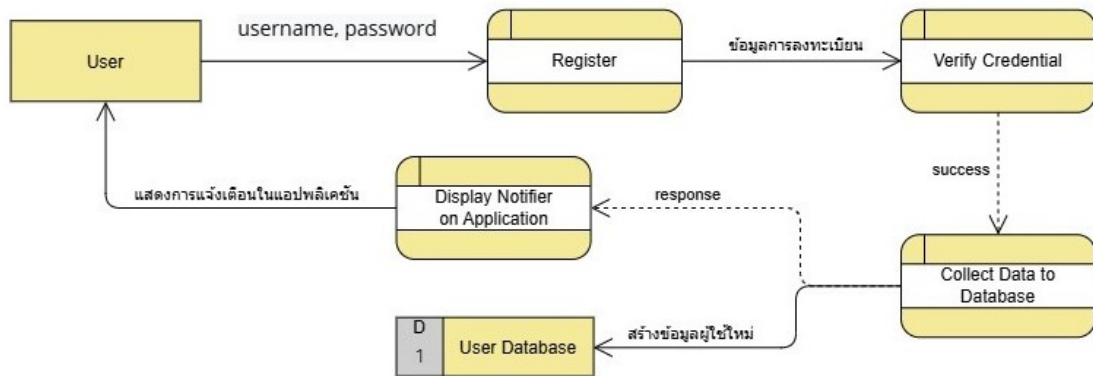 username, password
User
Register
ข้อมูลการลงทะเบียน
Verify Credential
success
แสดงการแจ้งเตือนในแอปพลิเคชัน
Display Notifier
on Application
response
Collect Data to
Database
สร้างข้อมูลผู้ใช้ใหม่
D
1
User Database